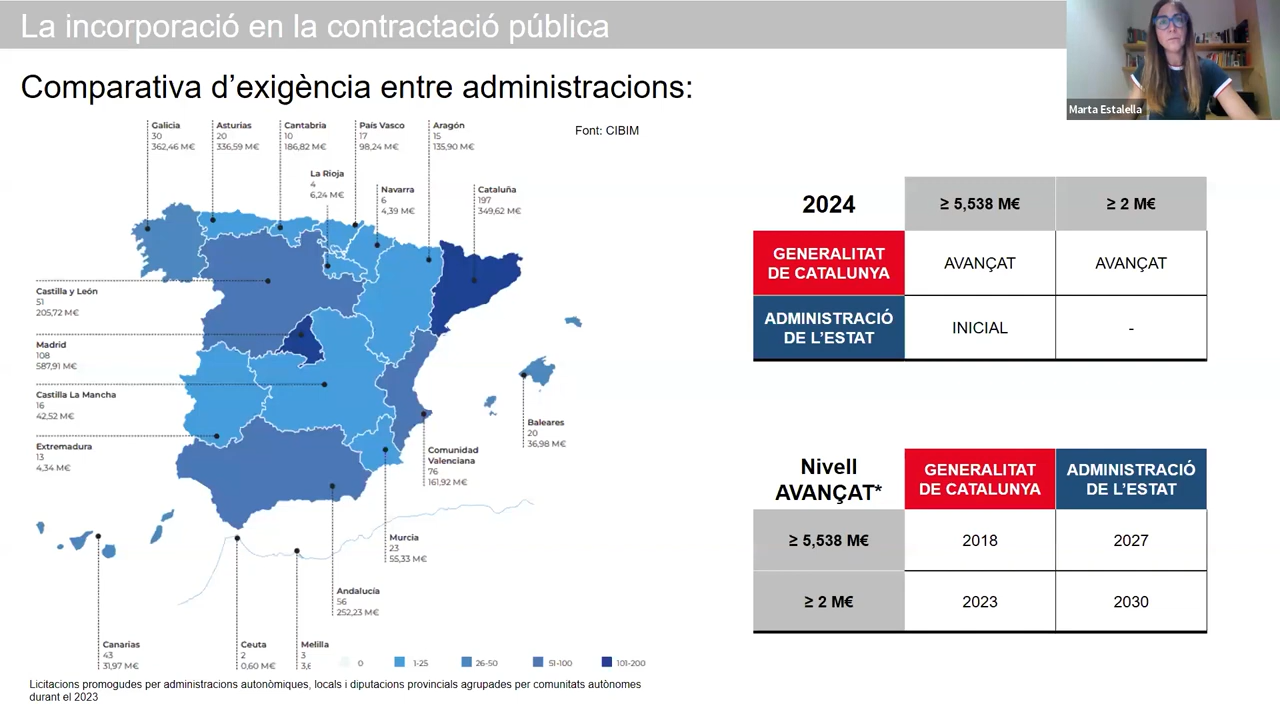 La incorporació en la contractació pública
Marta Estalella
Comparativa d'exigència entre administracions:
Font: CIBIM
Galicia
30
362,46 M€
Asturias
20
336,59 M€
Cantabria
10
186,82 M€
País Vasco
17
98,24 M€
Aragón
15
135,90 M€
La Rioja
4
6,24 M€
Navarra
6
4,39 M€
Cataluña
197
349,62 M€
Castilla y León
51
205,72 M€
Madrid
108
587,91 M€
Castilla La Mancha
16
42,52 M€
Extremadura
13
4,34 M€
Baleares
20
36,98 M€
Comunidad
Valenciana
76
161,92 M€
Murcia
23
55,33 M€
Andalucía
56
252,23 M€
Canarias
43
31,97 M€
Ceuta
2
0,60 M€
Melilla
3
3,6
0
1-25
26-50
51-100
101-200
Licitacions promogudes per administracions autonòmiques, locals i diputacions provincials agrupades per comunitats autònomes
durant el 2023
2024
≥ 5,538 M€
≥ 2 M€
GENERALITAT
DE CATALUNYA
AVANÇAT
AVANÇAT
ADMINISTRACIÓ
DE L'ESTAT
INICIAL
-
Nivell
AVANÇAT*
GENERALITAT
DE CATALUNYA
ADMINISTRACIÓ
DE L'ESTAT
≥ 5,538 M€
2018
2027
≥ 2 M€
2023
2030